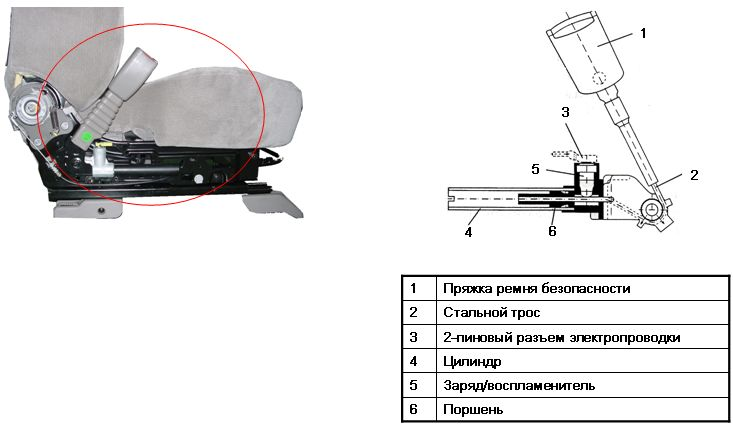 1
3
2
5
4
6
1 Пряжка ремня безопасности
2 Стальной трос
3 2-пиновый разъем электропроводки
4 Цилиндр
5 Заряд/воспламенитель
6 Поршень